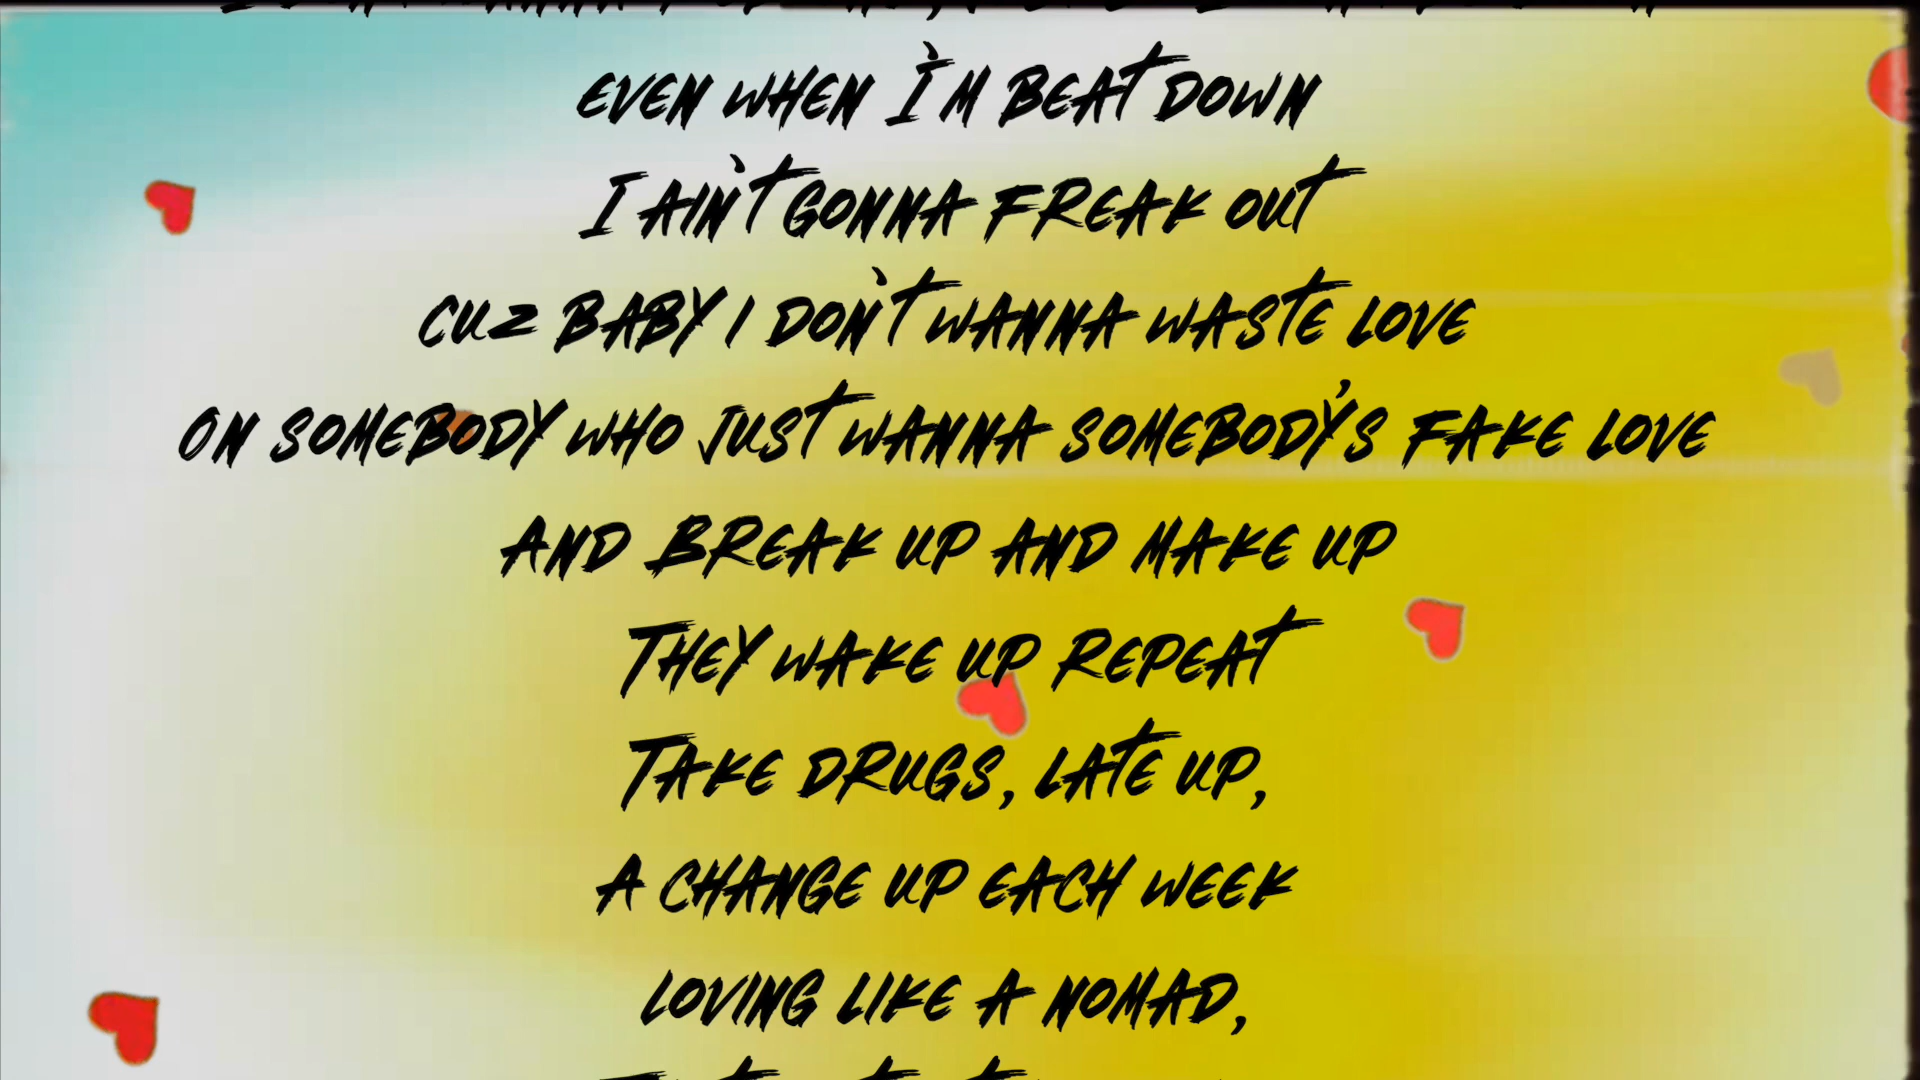 EVEN WHEN I'M BEAT DOWN
I AIN'T GONNA FREAK OUT
CUZ BABY I DON'T WANNA WASTE LOVE
ON SOMEBODY WHO JUST WANNA SOMEBODY'S FAKE LOVE
AND BREAK UP AND MAKE UP
THEY WAKE UP REPEAT
TAKE DRUGS, LATE UP,
A CHANGE UP EACH WEEK
LOVING LIKE A NOMAD,